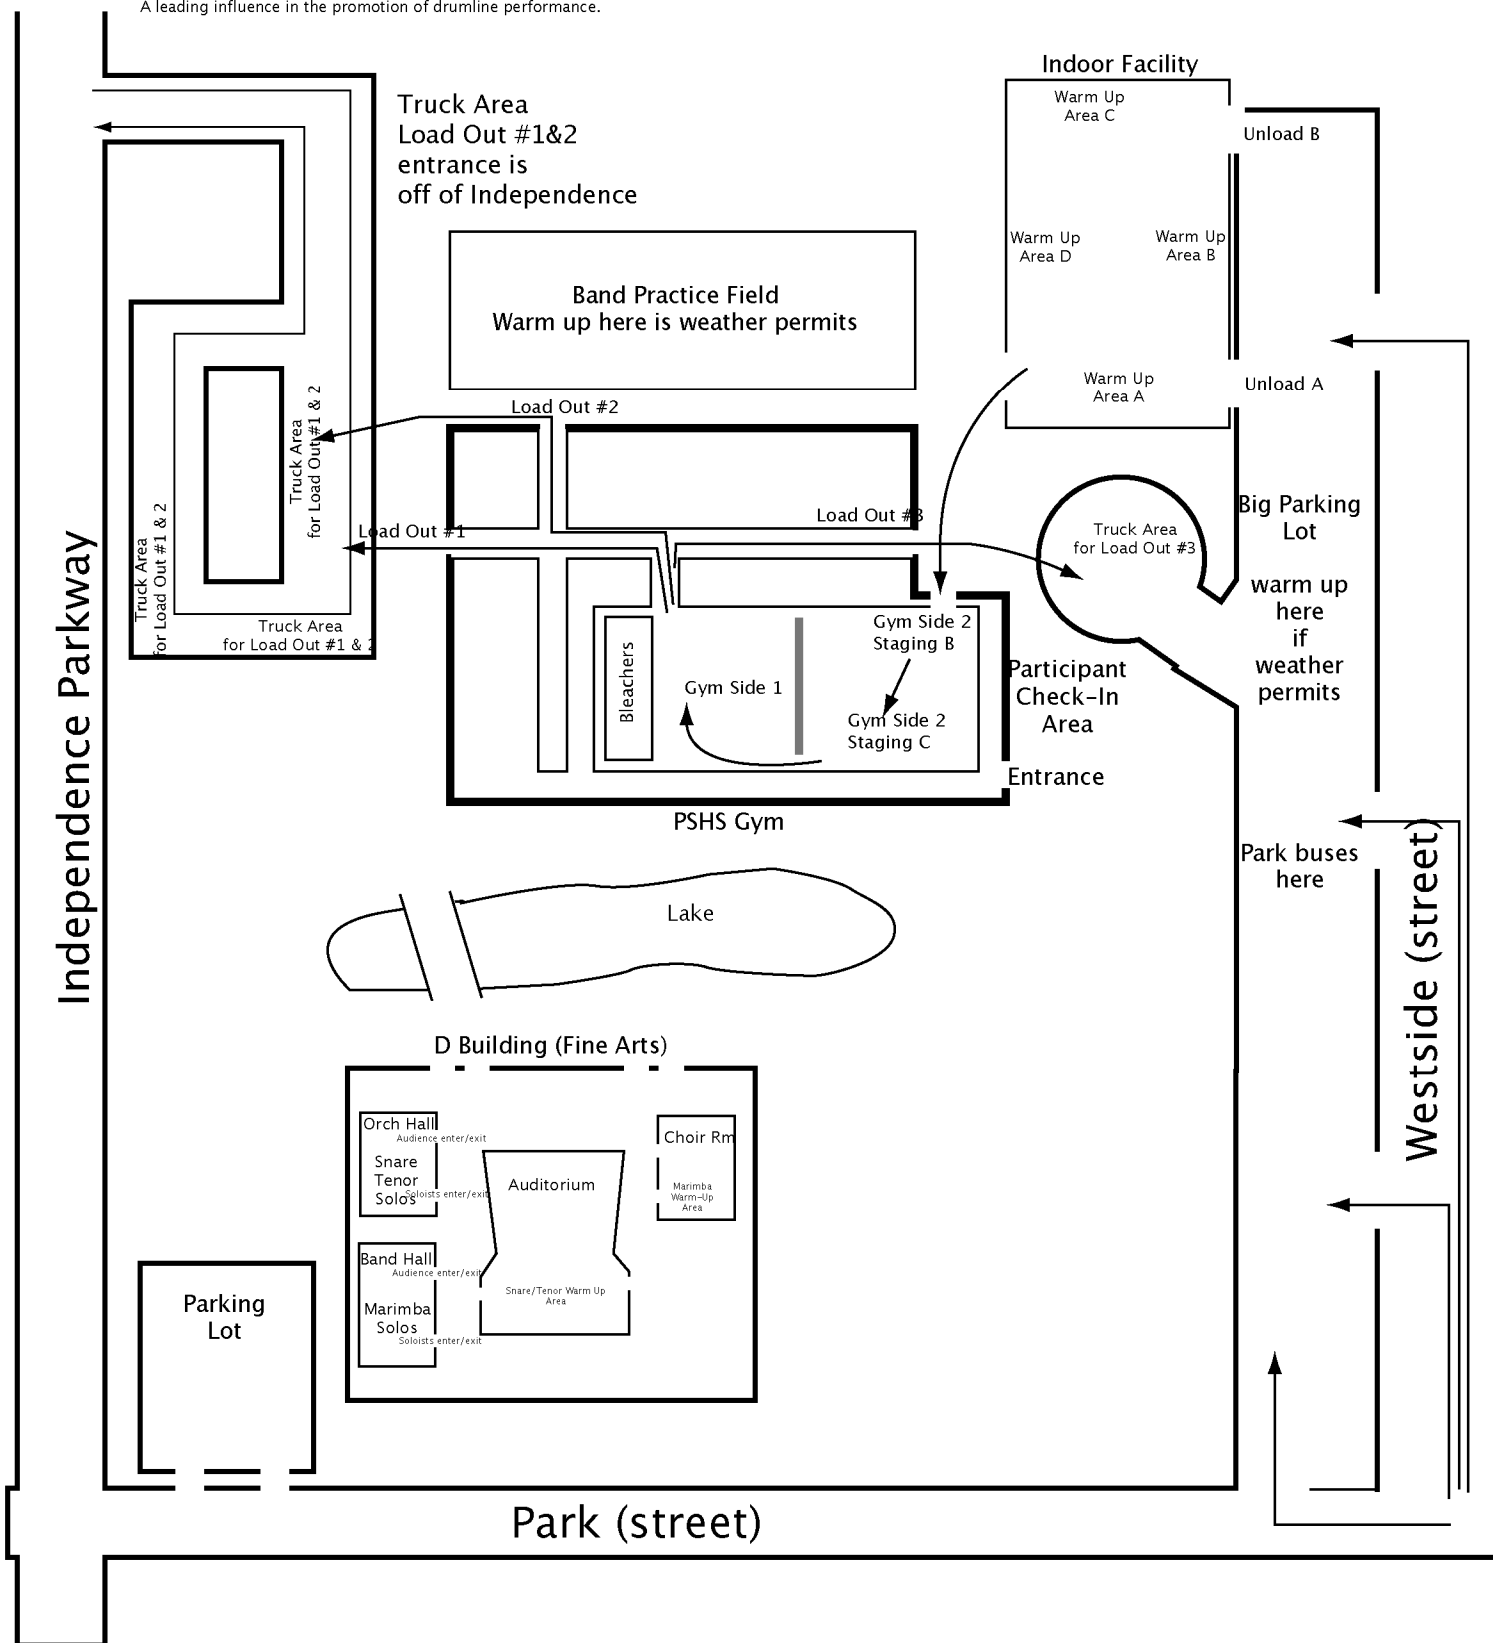 A leading influence in the promotion of drumline performance.
Indoor Facility
Warm Up
Area C
Unload B
Truck Area
Load Out #1&2
entrance is
off of Independence
Warm Up
Area D
Warm Up
Area B
Band Practice Field
Warm up here is weather permits
Warm Up
Area A
Unload A
Load Out #2
Truck Area
for Load Out #1 & 2
Load Out #1
Load Out #3
Truck Area
for Load Out #3
Big Parking
Lot
warm up
here
if
weather
permits
Truck Area
for Load Out #1 & 2
Truck Area
for Load Out #1 & 2
Independence Parkway
Bleachers
Gym Side 1
Gym Side 2
Staging B
Gym Side 2
Staging C
Participant
Check-In
Area
Entrance
PSHS Gym
Park buses
here
Westside (street)
Lake
D Building (Fine Arts)
Orch Hall
Audience enter/exit
Snare
Tenor
Solos
Soloists enter/exit
Auditorium
Choir Rm
Marimba
Warm-Up
Area
Band Hall
Audience enter/exit
Marimba
Solos
Soloists enter/exit
Snare/Tenor Warm Up
Area
Parking
Lot
Park (street)